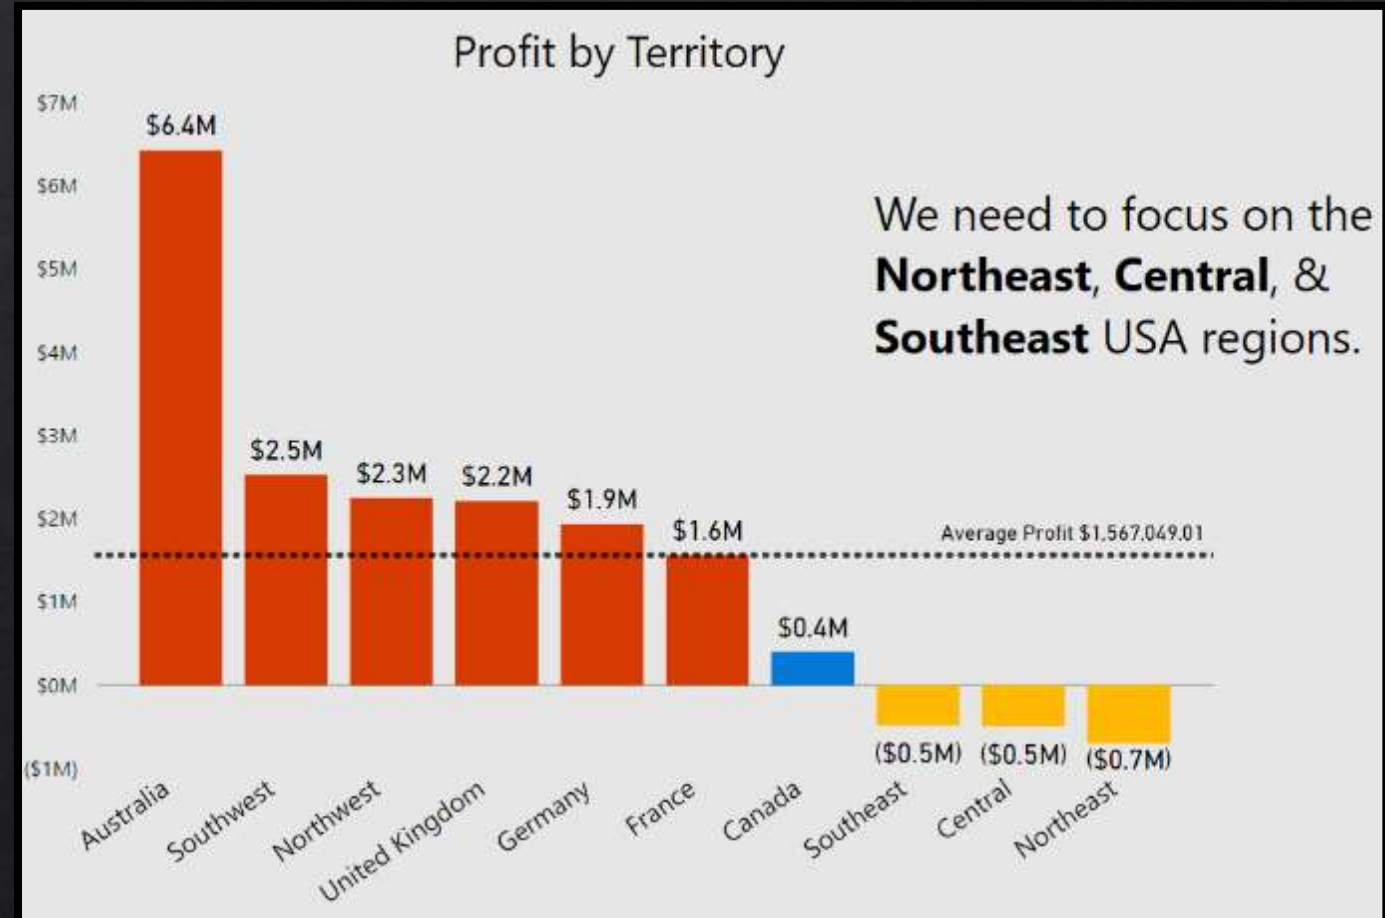 Profit by Territory
$7M
$6M
$5M
$4M
$3M
$2M
$1M
$0M
($1M)
$6.4M
$2.5M
$2.3M
$2.2M
$1.9M
$1.6M
$0.4M
($0.5M)
($0.5M)
($0.7M)
Average Profit $1,567,049.01
We need to focus on the
Northeast, Central, &
Southeast USA regions.
Australia
Southwest
Northwest
United Kingdom
Germany
France
Canada
Southeast
Central
Northeast